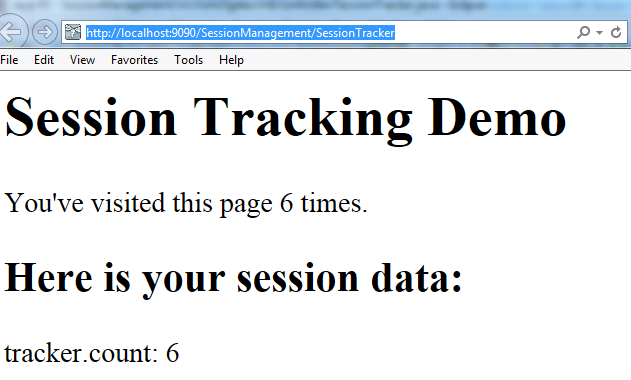 http://localhost:9090/SessionManagement/SessionTracker
File Edit View Favorites Tools Help
Session Tracking Demo
You've visited this page 6 times.
Here is your session data:
tracker.count: 6